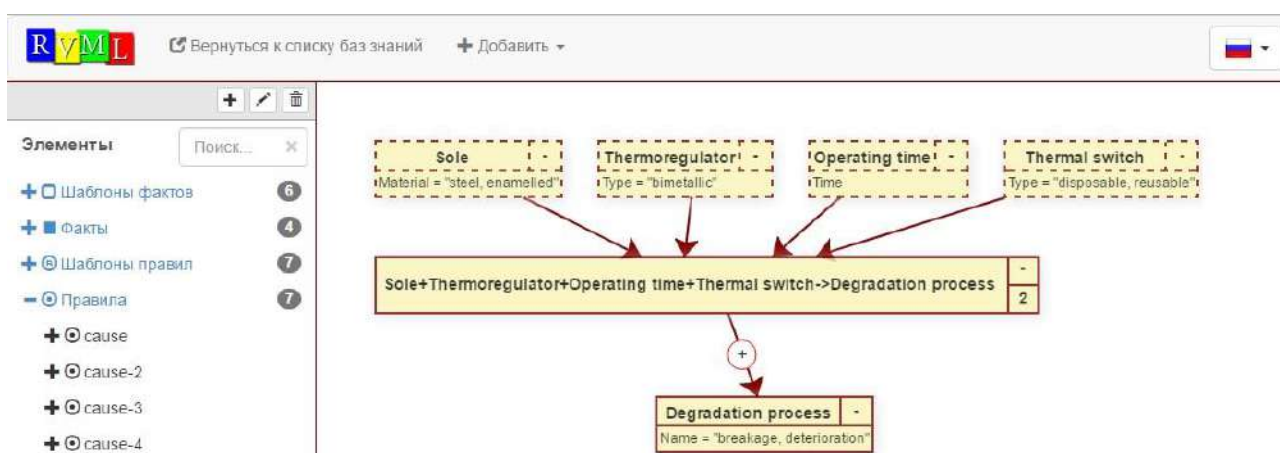 RVML
Вернуться к списку баз знаний
Добавить
Элементы
Поиск...
Шаблоны фактов 6
Факты 4
Шаблоны правил 7
Правила 7
cause
cause-2
cause-3
cause-4
Sole -
Material = "steel, enamelled"
Thermoregulator -
Type = "bimetallic"
Operating time -
Time
Thermal switch -
Type = "disposable, reusable"
Sole+Thermoregulator+Operating time+Thermal switch->Degradation process
-
2
+
Degradation process -
Name = "breakage, deterioration"